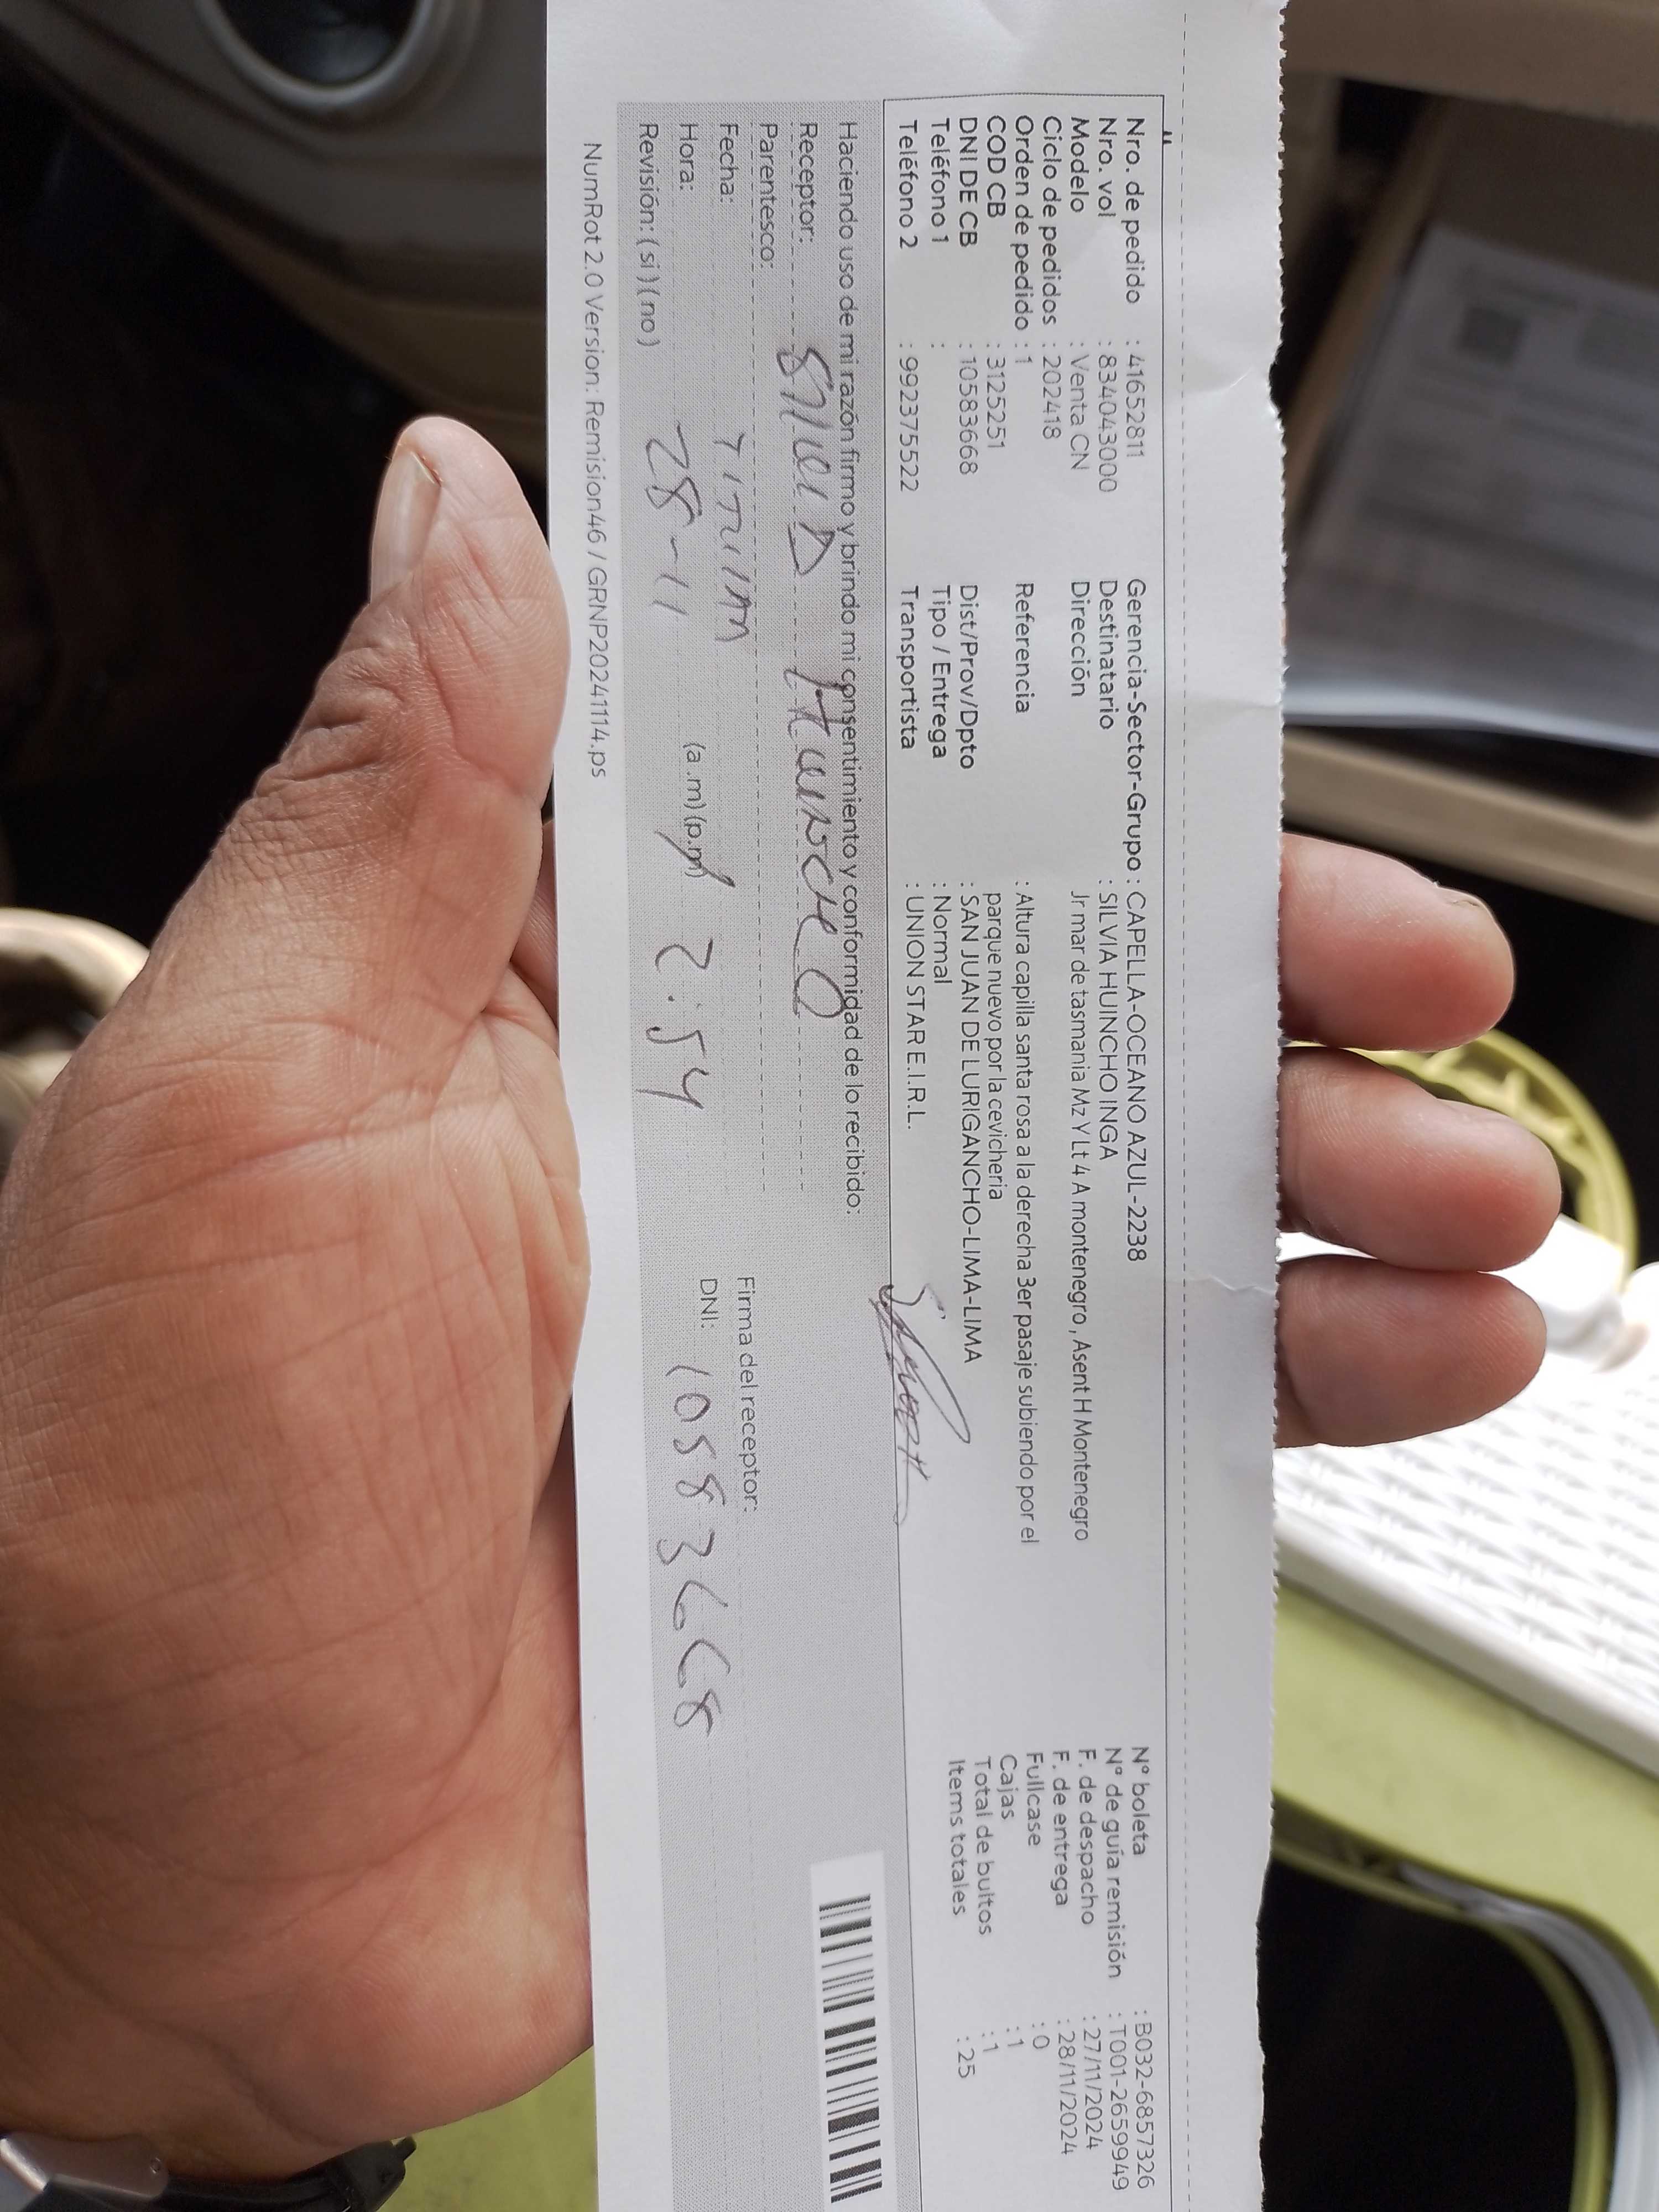 Nro. de pedido : 41652811
Nro. vol : 834043000
Modelo : Venta CN
Ciclo de pedidos : 202418
Orden de pedido : 1
COD CB : 3125251
DNI DE CB : 10583668
Teléfono 1 :
Teléfono 2 : 992375522
Gerencia-Sector-Grupo : CAPELLA-OCEANO AZUL-2238
Destinatario : SILVIA HUINCHO INGA
Dirección Jr mar de tasmania Mz Y Lt 4 A montenegro , Asent H Montenegro
Referencia : Altura capilla santa rosa a la derecha 3er pasaje subiendo por el
parque nuevo por la cevicheria
Dist/Prov/Dpto : SAN JUAN DE LURIGANCHO-LIMA-LIMA
Tipo / Entrega : Normal
Transportista : UNION STAR E.I.R.L.
N° boleta : B032-6857326
N° de guía remisión : T001-2659949
F. de despacho : 27/11/2024
F. de entrega : 28/11/2024
Fullcase : 0
Cajas : 1
Total de bultos : 1
Items totales : 25
Haciendo uso de mi razón firmo y brindo mi consentimiento y conformidad de lo recibido:
Receptor:
Parentesco:
Fecha: 28-11
Hora: (a.m) (p.m) 2:54
Revisión: ( si ) ( no )
Firma del receptor:
DNI: 10583668
NumRot 2.0 Version: Remision46 / GRNP20241114.ps